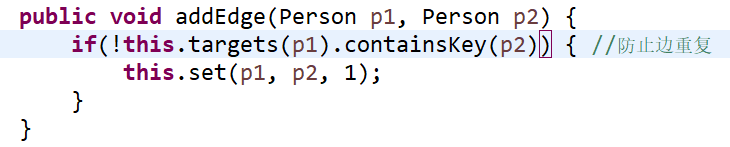 public void addEdge(Person p1, Person p2) {
if(!this.targets(p1).containsKey(p2)) { //防止边重复
this.set(p1, p2, 1);
}
}